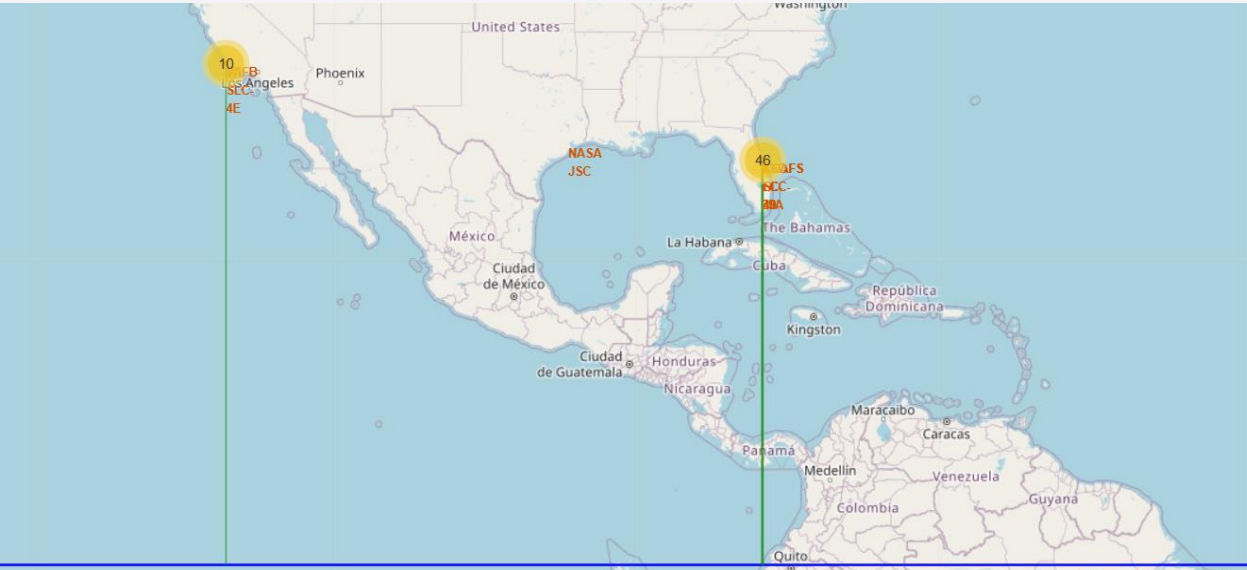 Washington
United States
10
Los Angeles
SLC-
4E
Phoenix
NASA
JSC
46
The Bahamas
La Habana
Cuba
México
Ciudad
de México
República
Dominicana
Kingston
Ciudad
de Guatemala
Honduras
Nicaragua
Maracaibo
Caracas
Panamá
Medellín
Venezuela
Guyana
Colombia
Quito